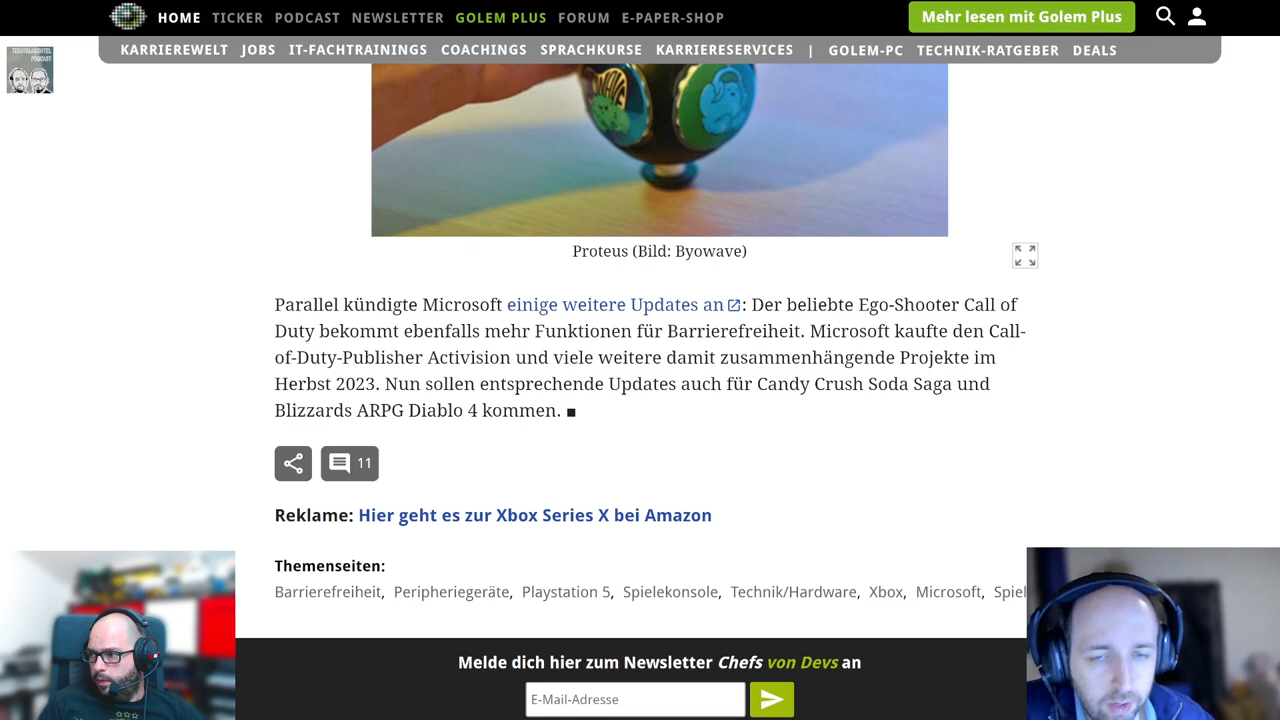 HOME TICKER PODCAST NEWSLETTER GOLEM PLUS FORUM E-PAPER-SHOP
Mehr lesen mit Golem Plus
KARRIEREWELT JOBS IT-FACHTRAININGS COACHINGS SPRACHKURSE KARRIERESERVICES | GOLEM-PC TECHNIK-RATGEBER DEALS
TECHTELMECHTEL
PODCAST
Proteus (Bild: Byowave)
Parallel kündigte Microsoft einige weitere Updates an: Der beliebte Ego-Shooter Call of
Duty bekommt ebenfalls mehr Funktionen für Barrierefreiheit. Microsoft kaufte den Call-
of-Duty-Publisher Activision und viele weitere damit zusammenhängende Projekte im
Herbst 2023. Nun sollen entsprechende Updates auch für Candy Crush Soda Saga und
Blizzards ARPG Diablo 4 kommen. ■
11
Reklame: Hier geht es zur Xbox Series X bei Amazon
Themenseiten:
Barrierefreiheit, Peripheriegeräte, Playstation 5, Spielekonsole, Technik/Hardware, Xbox, Microsoft, Spiel
Melde dich hier zum Newsletter Chefs von Devs an
E-Mail-Adresse